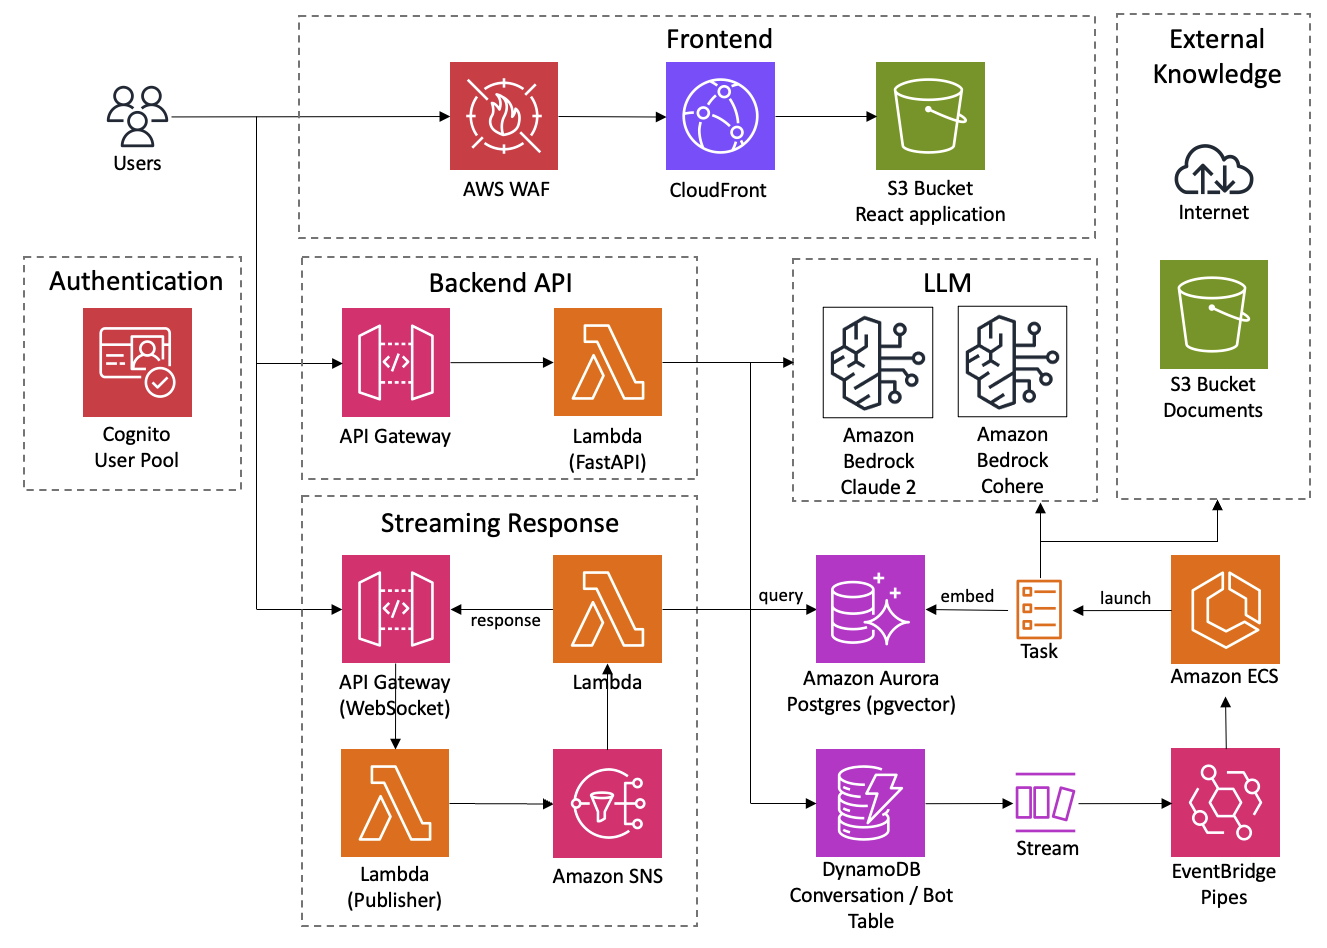 Frontend
External
Knowledge
Users
AWS WAF
CloudFront
S3 Bucket
React application
Internet
Authentication
Cognito
User Pool
Backend API
API Gateway
Lambda
(FastAPI)
LLM
Amazon
Bedrock
Claude 2
Amazon
Bedrock
Cohere
S3 Bucket
Documents
Streaming Response
response
API Gateway
(WebSocket)
Lambda
Lambda
(Publisher)
Amazon SNS
query
Amazon Aurora
Postgres (pgvector)
embed
Task
launch
Amazon ECS
DynamoDB
Conversation / Bot
Table
Stream
EventBridge
Pipes